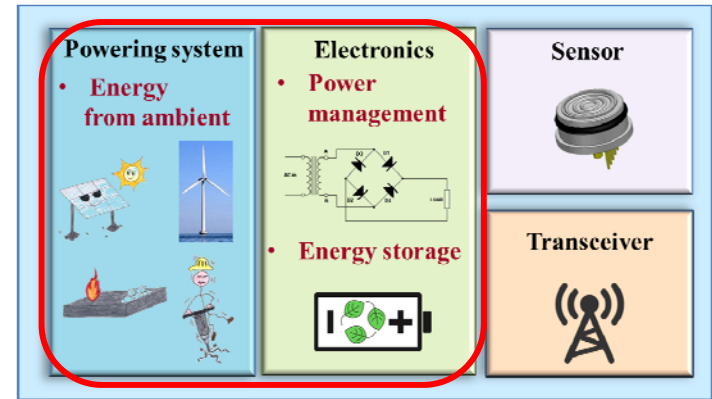 Powering system
• Energy
from ambient
Electronics
• Power
management
• Energy storage
Sensor
Transceiver